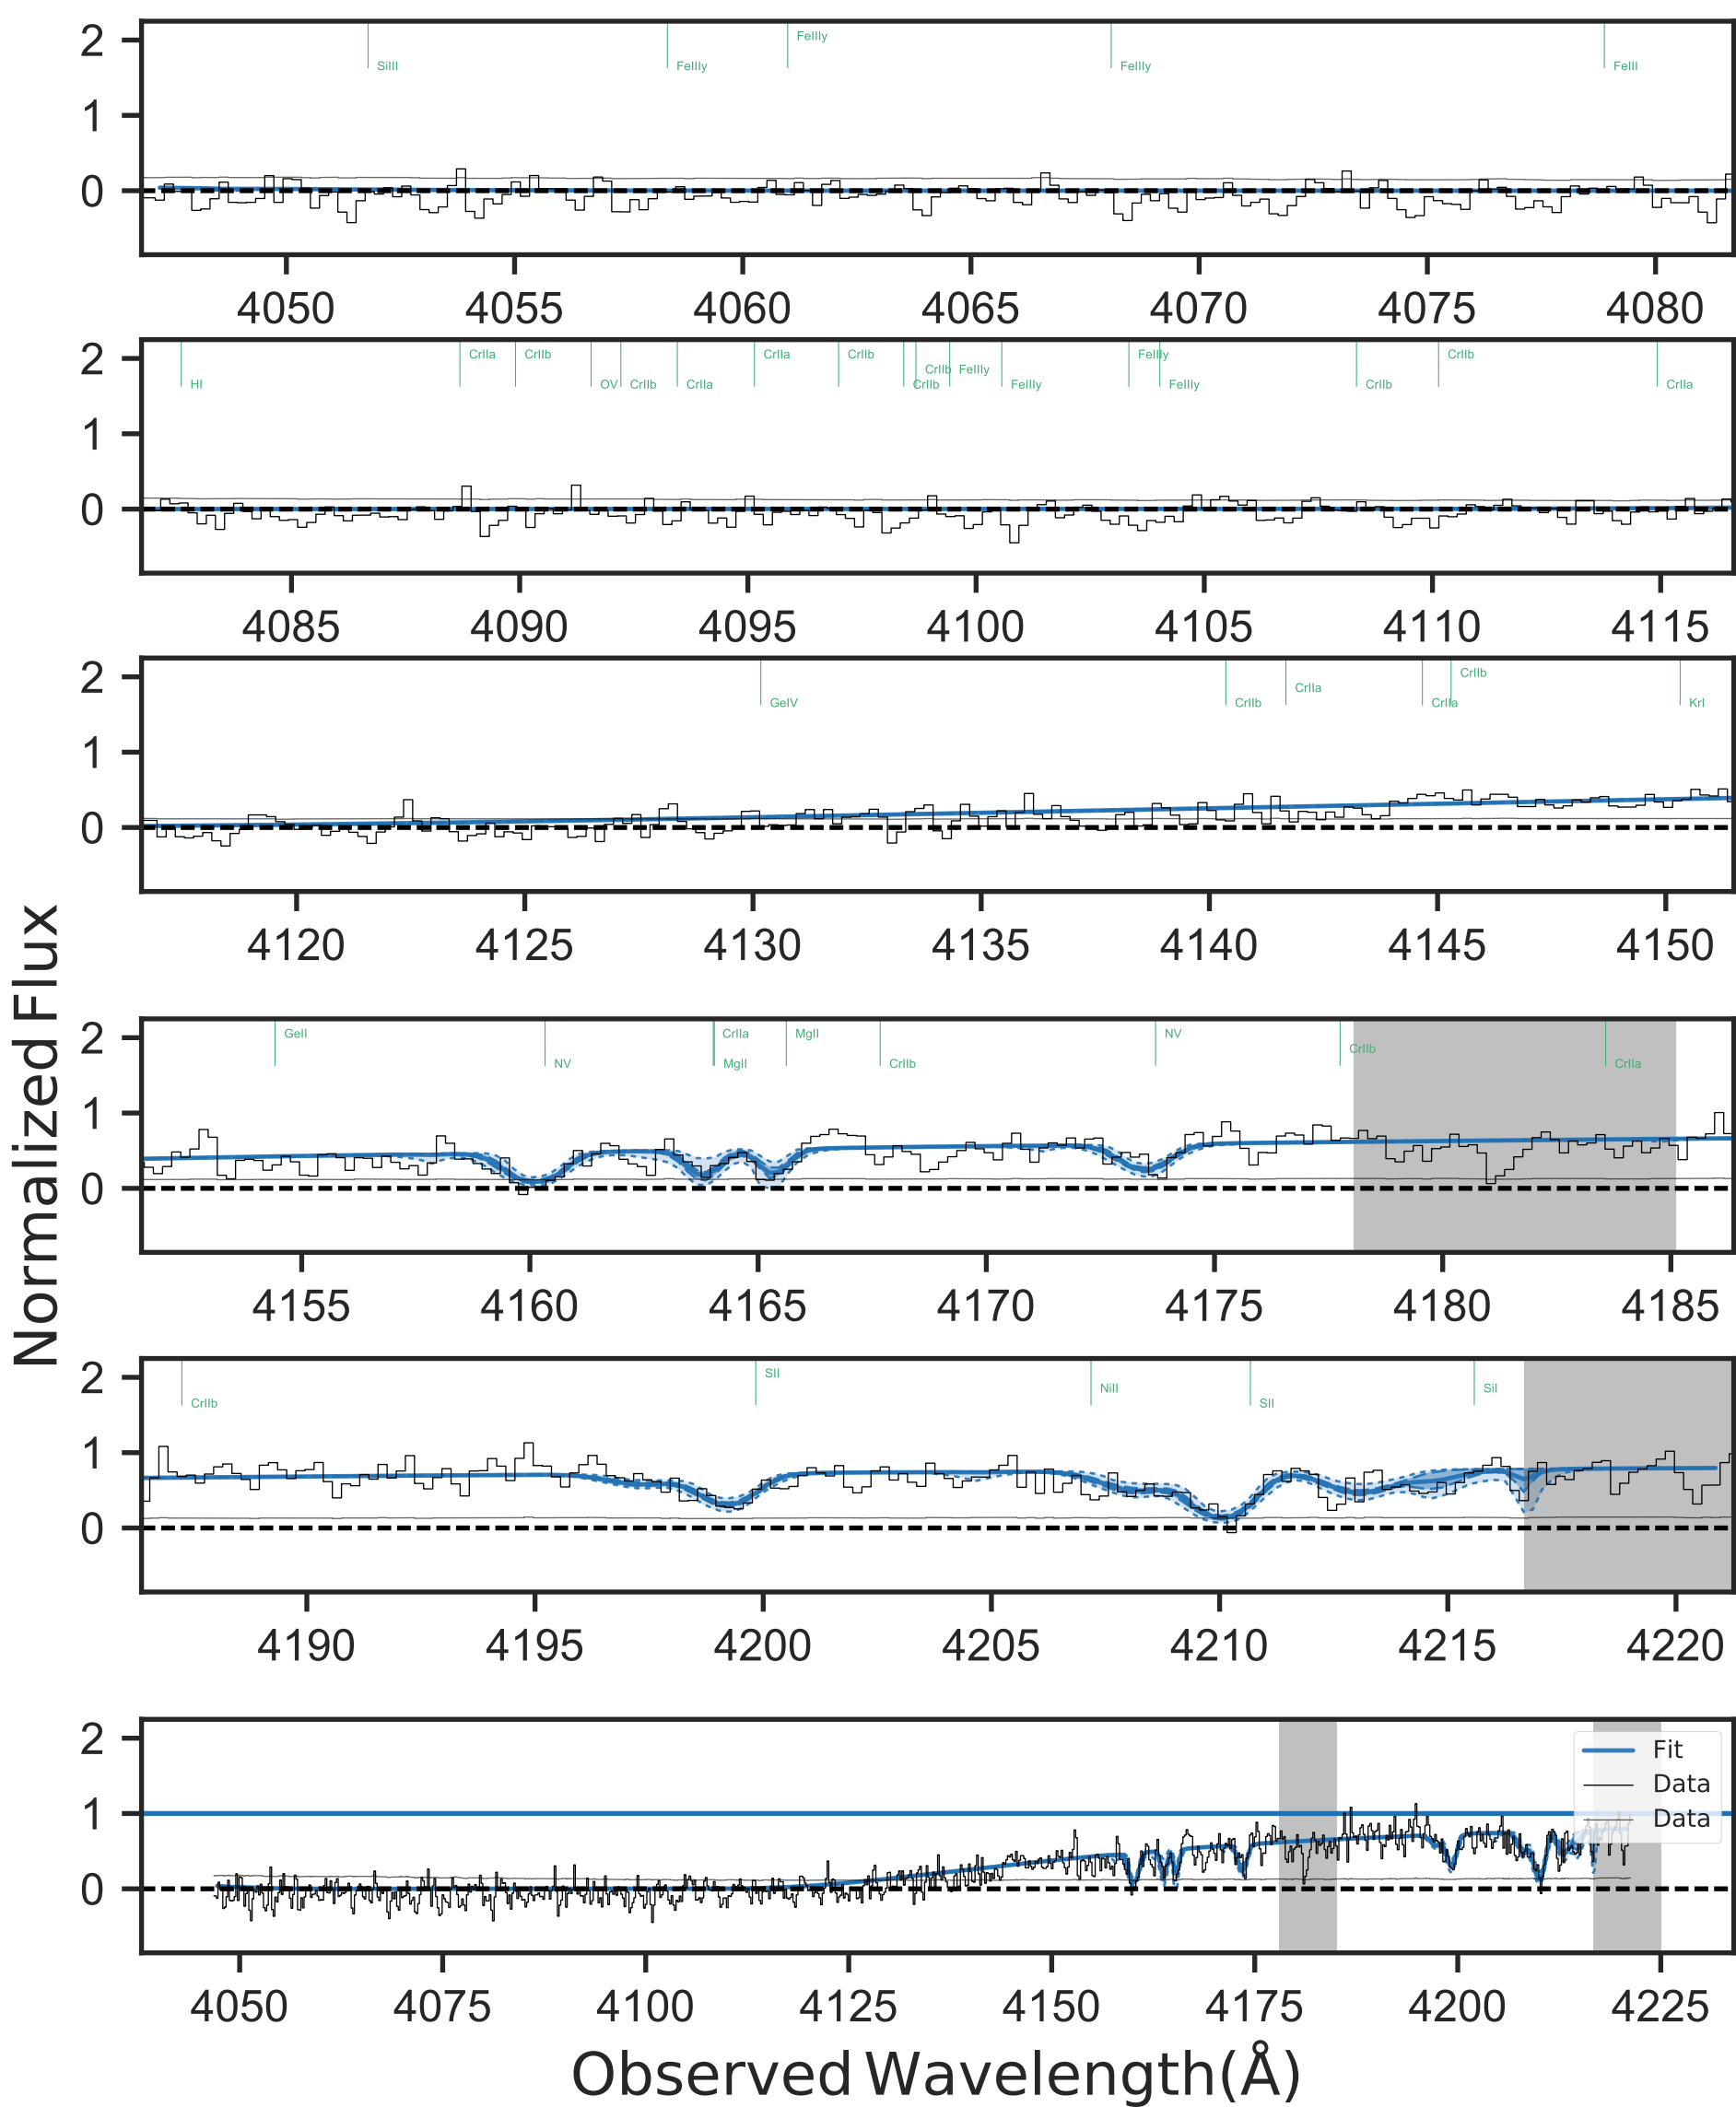 2
FeIIIy
SiIII FeIIIy FeIIIy FeIII
1
0
4050 4055 4060 4065 4070 4075 4080
2
CrIIa CrIIb CrIIa CrIIb FeIIIy CrIIb
CrIIb FeIIIy
HI OV CrIIb CrIIa CrIIb FeIIIy FeIIIy CrIIb CrIIa
1
0
4085 4090 4095 4100 4105 4110 4115
2
CrIIb
CrIIa
GeIV CrIIb CrIIa KrI
1
0
4120 4125 4130 4135 4140 4145 4150
Normalized Flux
2
GeII CrIIa MgII NV
CrIIb
NV MgII CrIIb CrIIa
1
0
4155 4160 4165 4170 4175 4180 4185
2
SII
NiII SiI
CrIIb SII
1
0
4190 4195 4200 4205 4210 4215 4220
2
Fit
Data
Data
1
0
4050 4075 4100 4125 4150 4175 4200 4225
Observed Wavelength(Å)